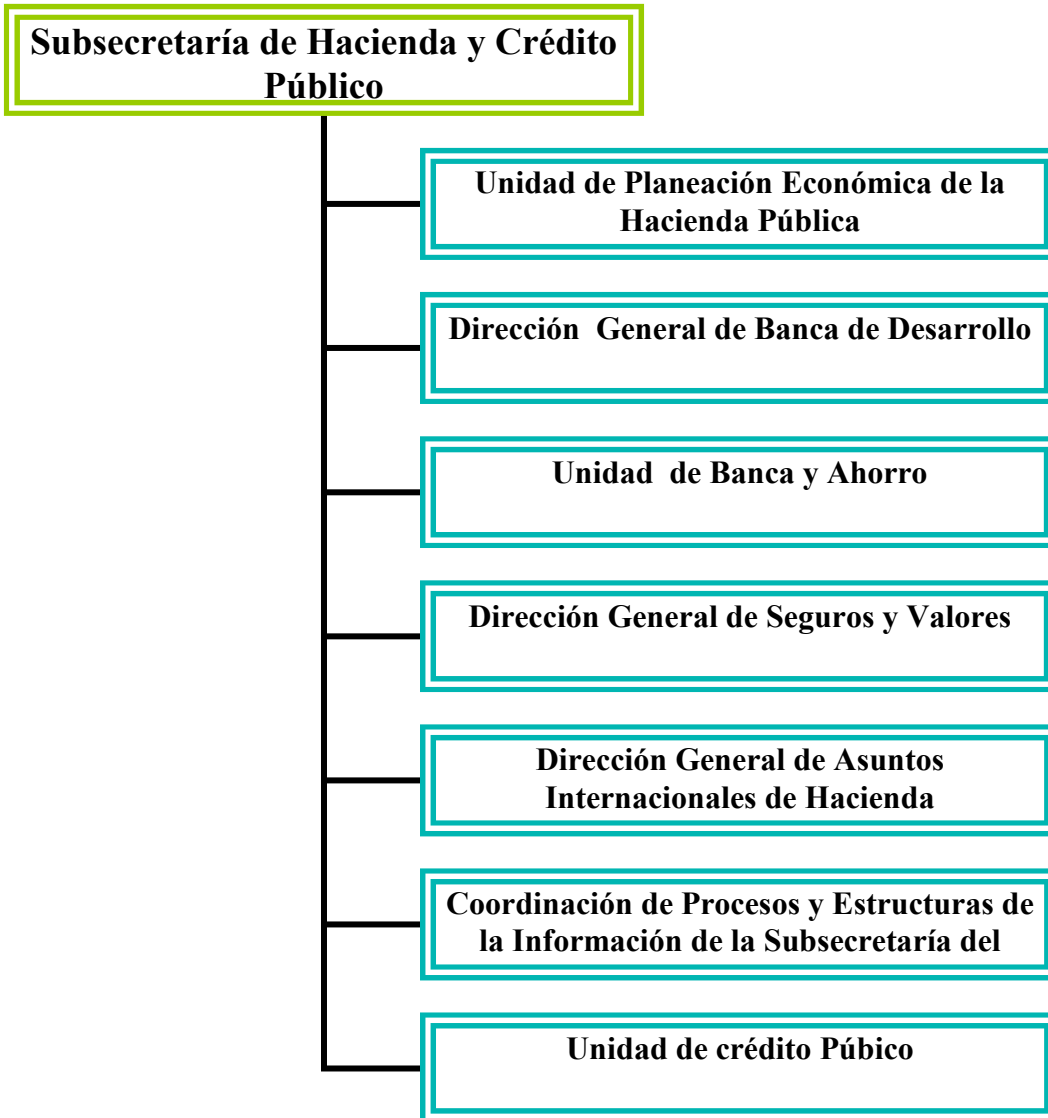 Subsecretaría de Hacienda y Crédito
Público
Unidad de Planeación Económica de la
Hacienda Pública
Dirección  General de Banca de Desarrollo
Unidad  de Banca y Ahorro
Dirección General de Seguros y Valores
Dirección General de Asuntos
Internacionales de Hacienda
Coordinación de Procesos y Estructuras de
la Información de la Subsecretaría del
Unidad de crédito Púbico